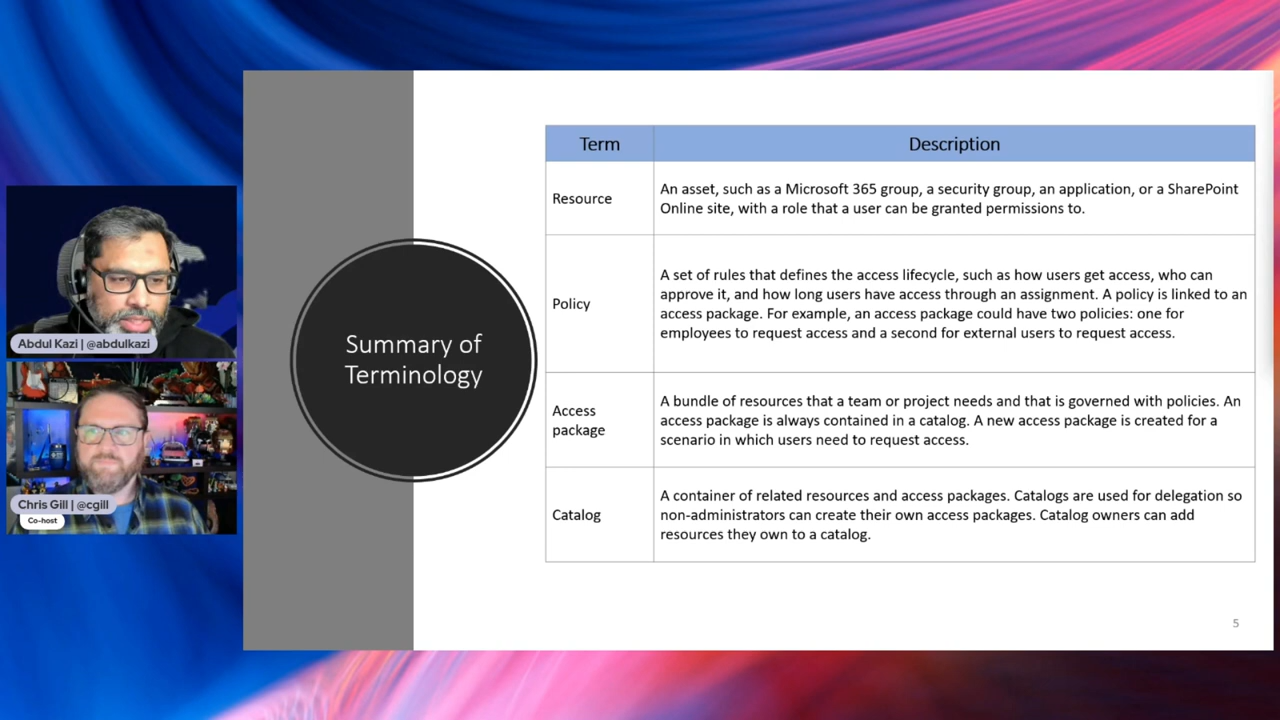 Abdul Kazi | @abdulkazi
Chris Gill | @cgill
Co-host
Summary of
Terminology
Term
Description
Resource
An asset, such as a Microsoft 365 group, a security group, an application, or a SharePoint
Online site, with a role that a user can be granted permissions to.
Policy
A set of rules that defines the access lifecycle, such as how users get access, who can
approve it, and how long users have access through an assignment. A policy is linked to an
access package. For example, an access package could have two policies: one for
employees to request access and a second for external users to request access.
Access
package
A bundle of resources that a team or project needs and that is governed with policies. An
access package is always contained in a catalog. A new access package is created for a
scenario in which users need to request access.
Catalog
A container of related resources and access packages. Catalogs are used for delegation so
non-administrators can create their own access packages. Catalog owners can add
resources they own to a catalog.
5